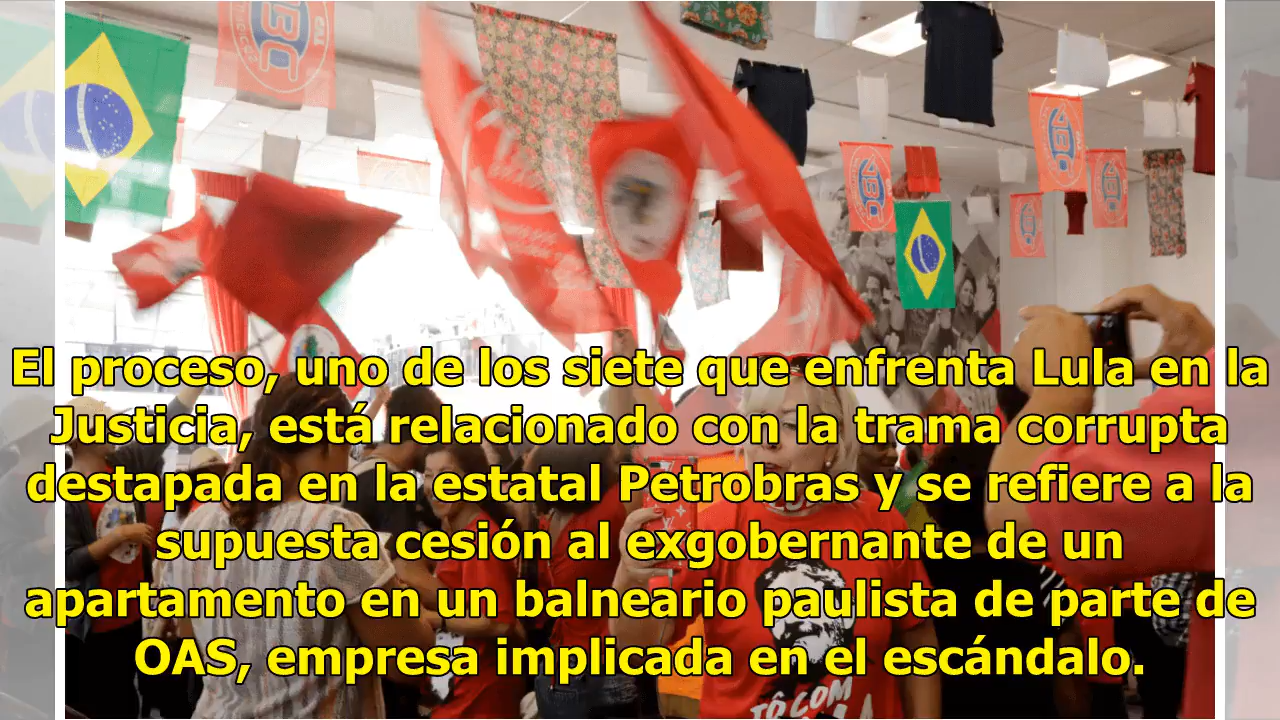 El proceso, uno de los siete que enfrenta Lula en la
Justicia, está relacionado con la trama corrupta
destapada en la estatal Petrobras y se refiere a la
supuesta cesión al exgobernante de un
apartamento en un balneario paulista de parte de
OAS, empresa implicada en el escándalo.
TÔ COM